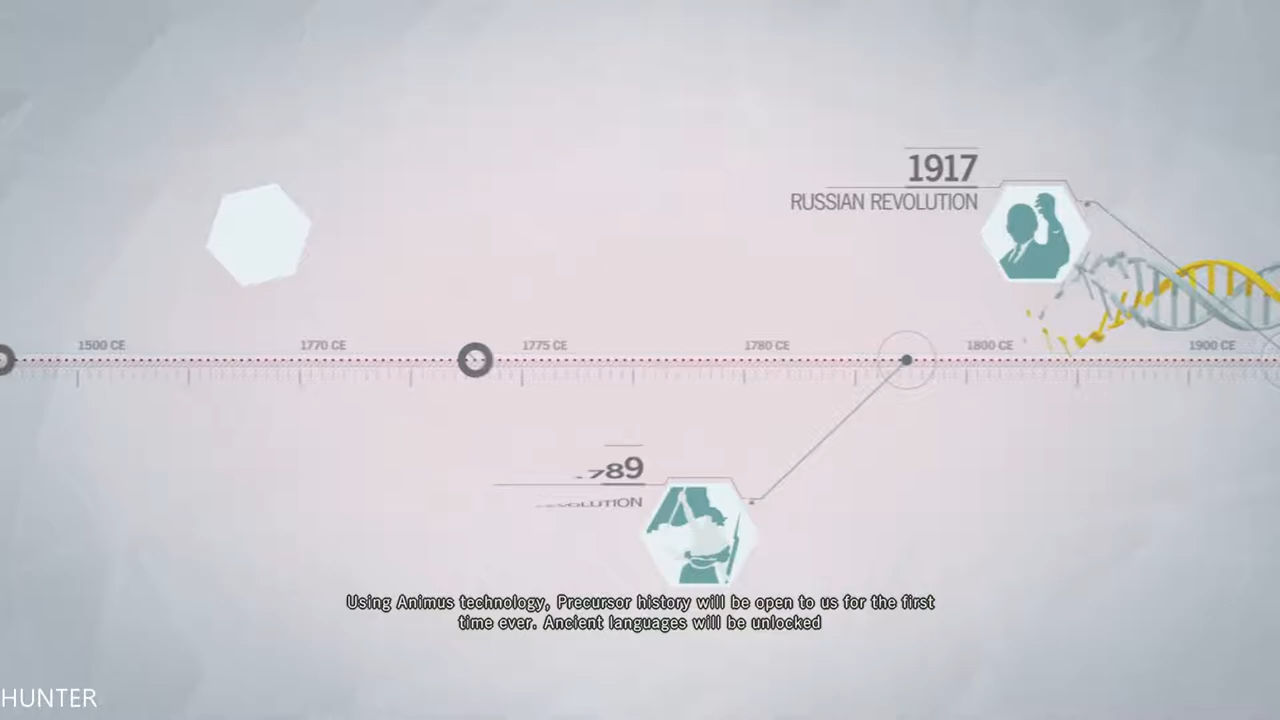 1917
RUSSIAN REVOLUTION
1500 CE
1770 CE
1775 CE
1780 CE
1800 CE
1900 CE
789
Using Animus technology, Precursor history will be open to us for the first
time ever. Ancient languages will be unlocked
HUNTER